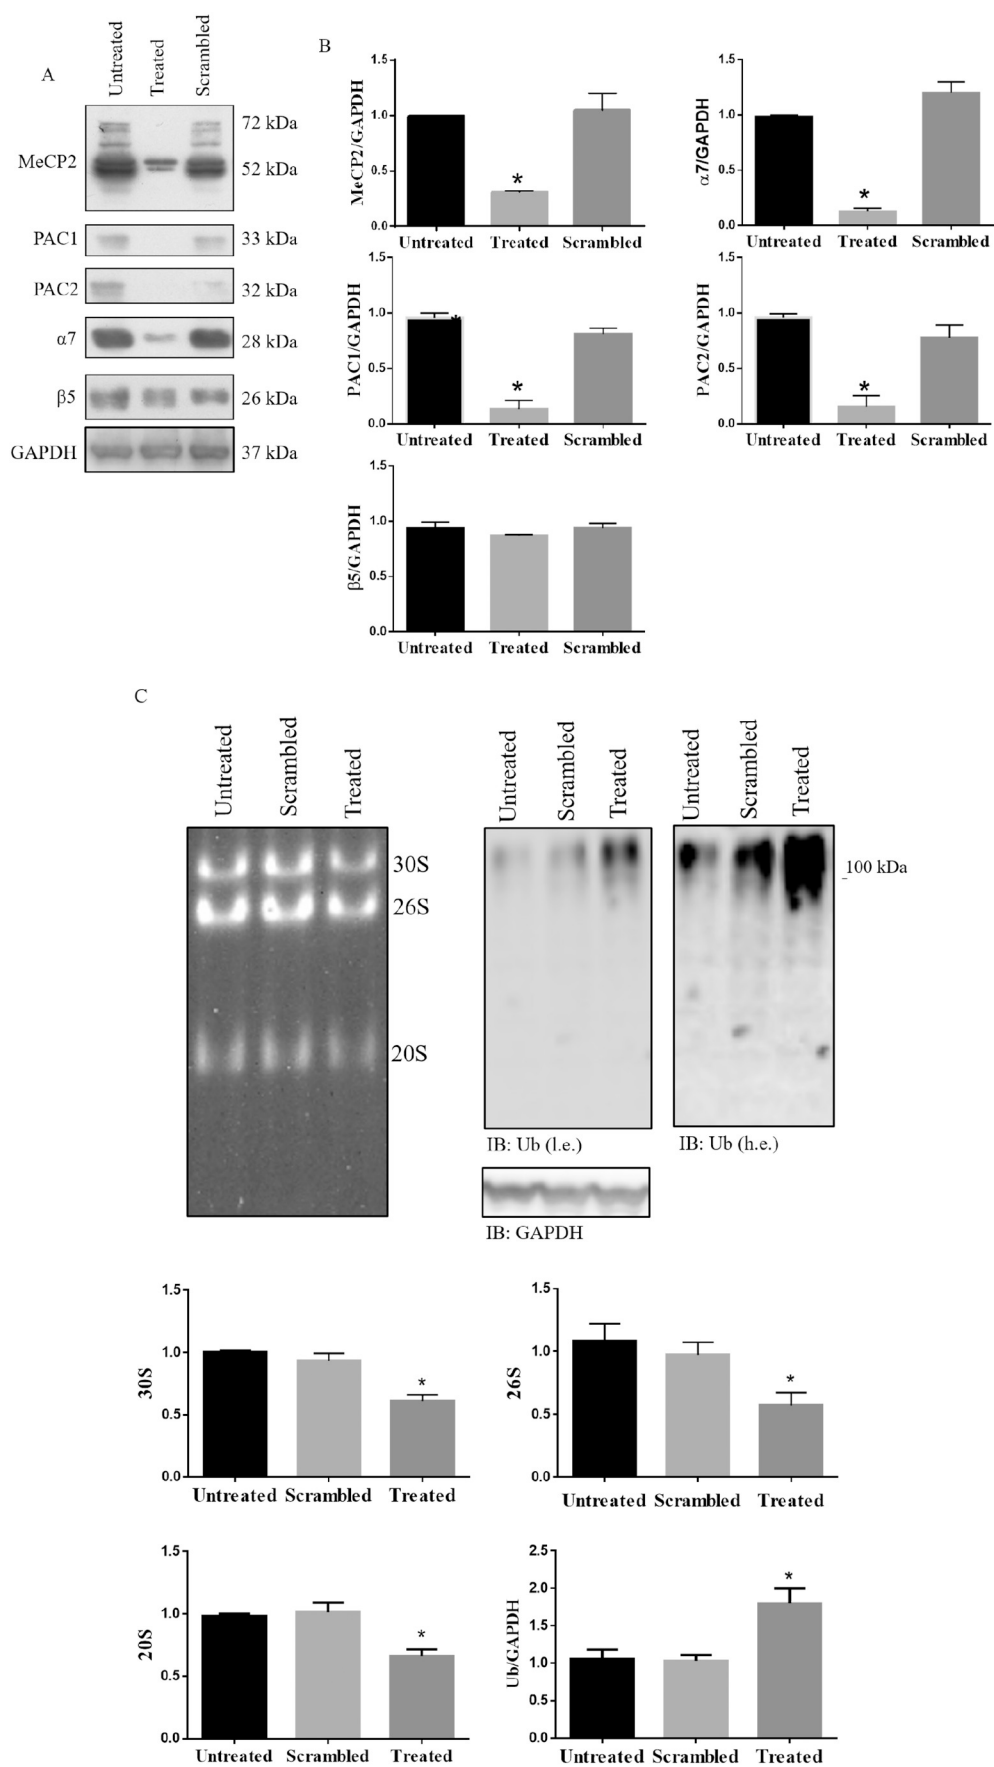 A
Untreated
Treated
Scrambled
MeCP2
72 kDa
52 kDa
PAC1
33 kDa
PAC2
32 kDa
α7
28 kDa
β5
26 kDa
GAPDH
37 kDa
B
MeCP2/GAPDH
1.5
1.0
0.5
0.0
*
Untreated Treated Scrambled
α7/GAPDH
1.5
1.0
0.5
0.0
*
Untreated Treated Scrambled
PAC1/GAPDH
1.5
1.0
0.5
0.0
*
*
Untreated Treated Scrambled
PAC2/GAPDH
1.5
1.0
0.5
0.0
*
Untreated Treated Scrambled
β5/GAPDH
1.5
1.0
0.5
0.0
Untreated Treated Scrambled
C
Untreated
Scrambled
Treated
30S
26S
20S
Untreated
Scrambled
Treated
IB: Ub (l.e.)
IB: GAPDH
Untreated
Scrambled
Treated
100 kDa
IB: Ub (h.e.)
30S
1.5
1.0
0.5
0.0
*
Untreated Scrambled Treated
26S
1.5
1.0
0.5
0.0
*
Untreated Scrambled Treated
20S
1.5
1.0
0.5
0.0
*
Untreated Scrambled Treated
Ub/GAPDH
2.5
2.0
1.5
1.0
0.5
0.0
*
Untreated Scrambled Treated